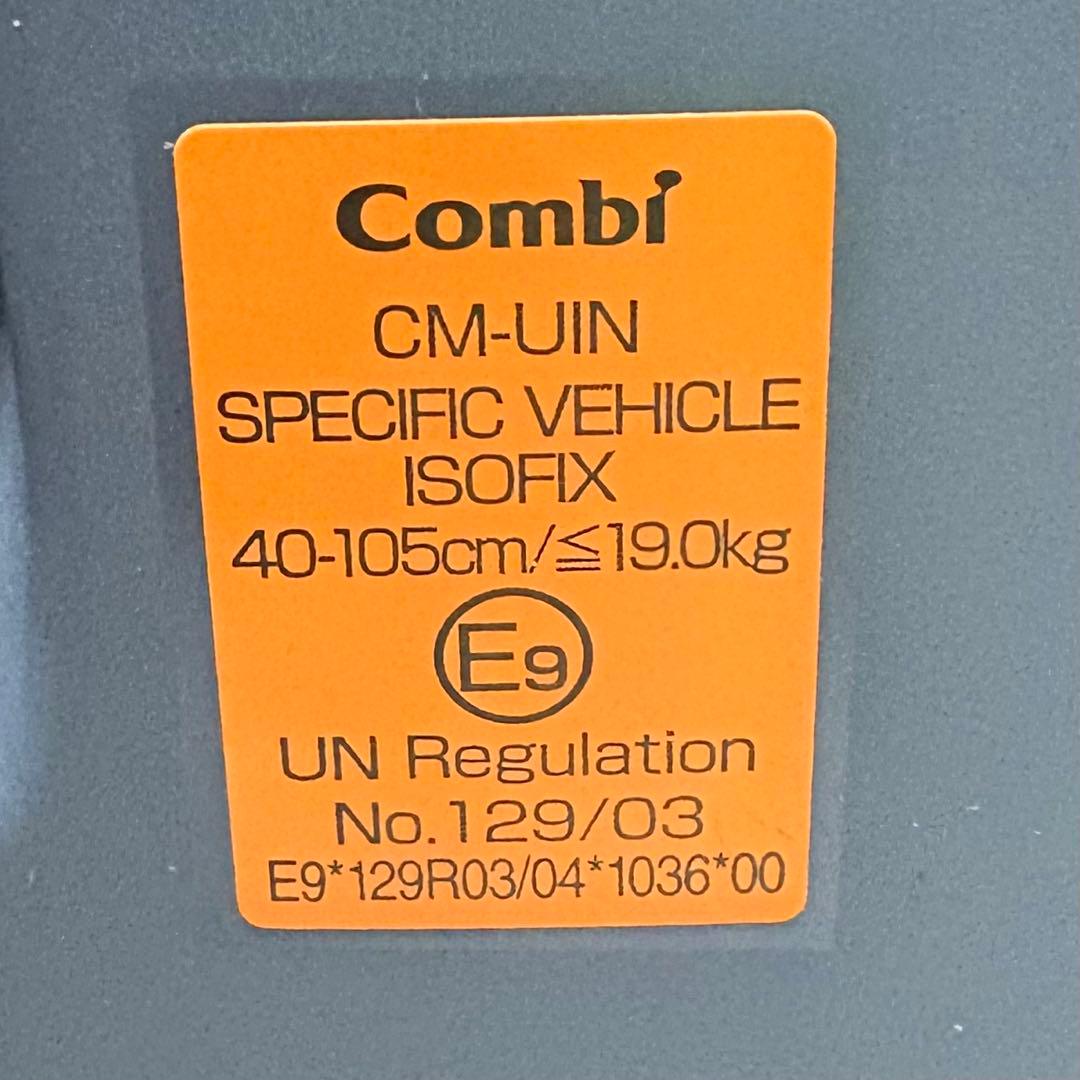 Combi
CM-UIN
SPECIFIC VEHICLE
ISOFIX
40-105cm/≦19.0kg
E9
UN Regulation
No.129/03
E9*129R03/04*1036*00